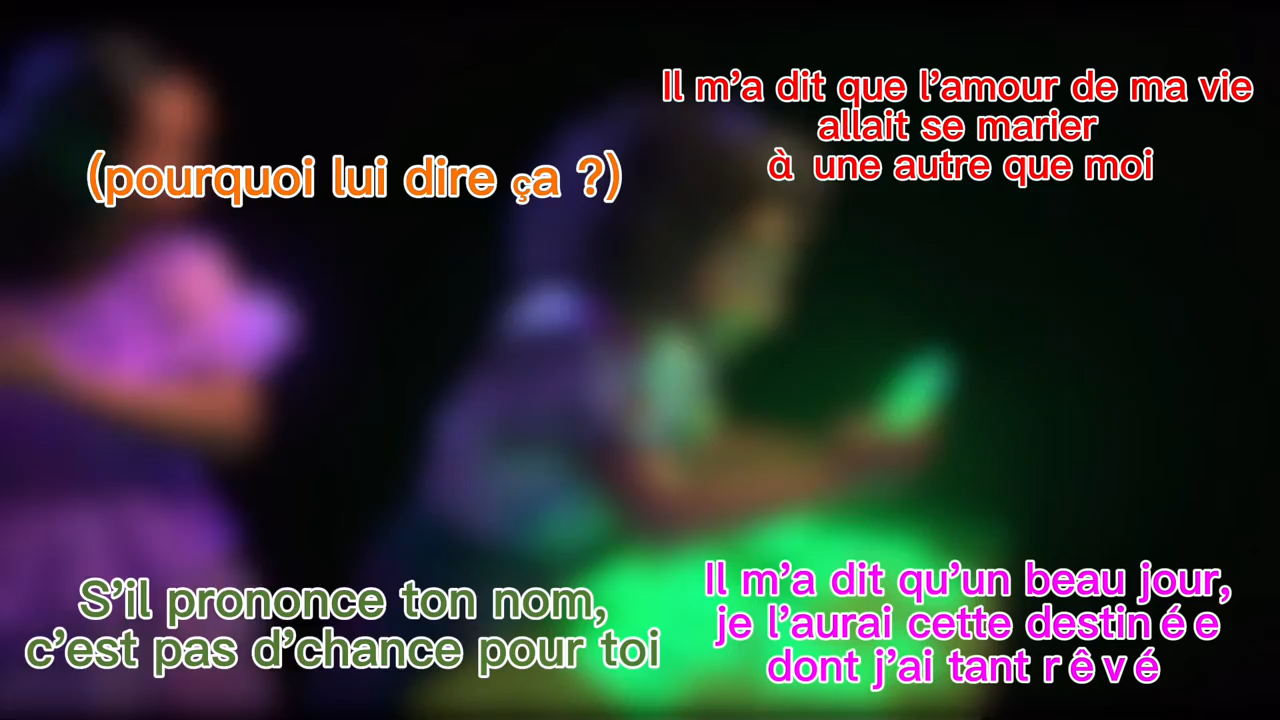 Il m’a dit que l’amour de ma vie
allait se marier
à une autre que moi
(pourquoi lui dire ça ?)
S’il prononce ton nom,
c’est pas d’chance pour toi
Il m’a dit qu’un beau jour,
je l’aurai cette destinée
dont j’ai tant rêvé